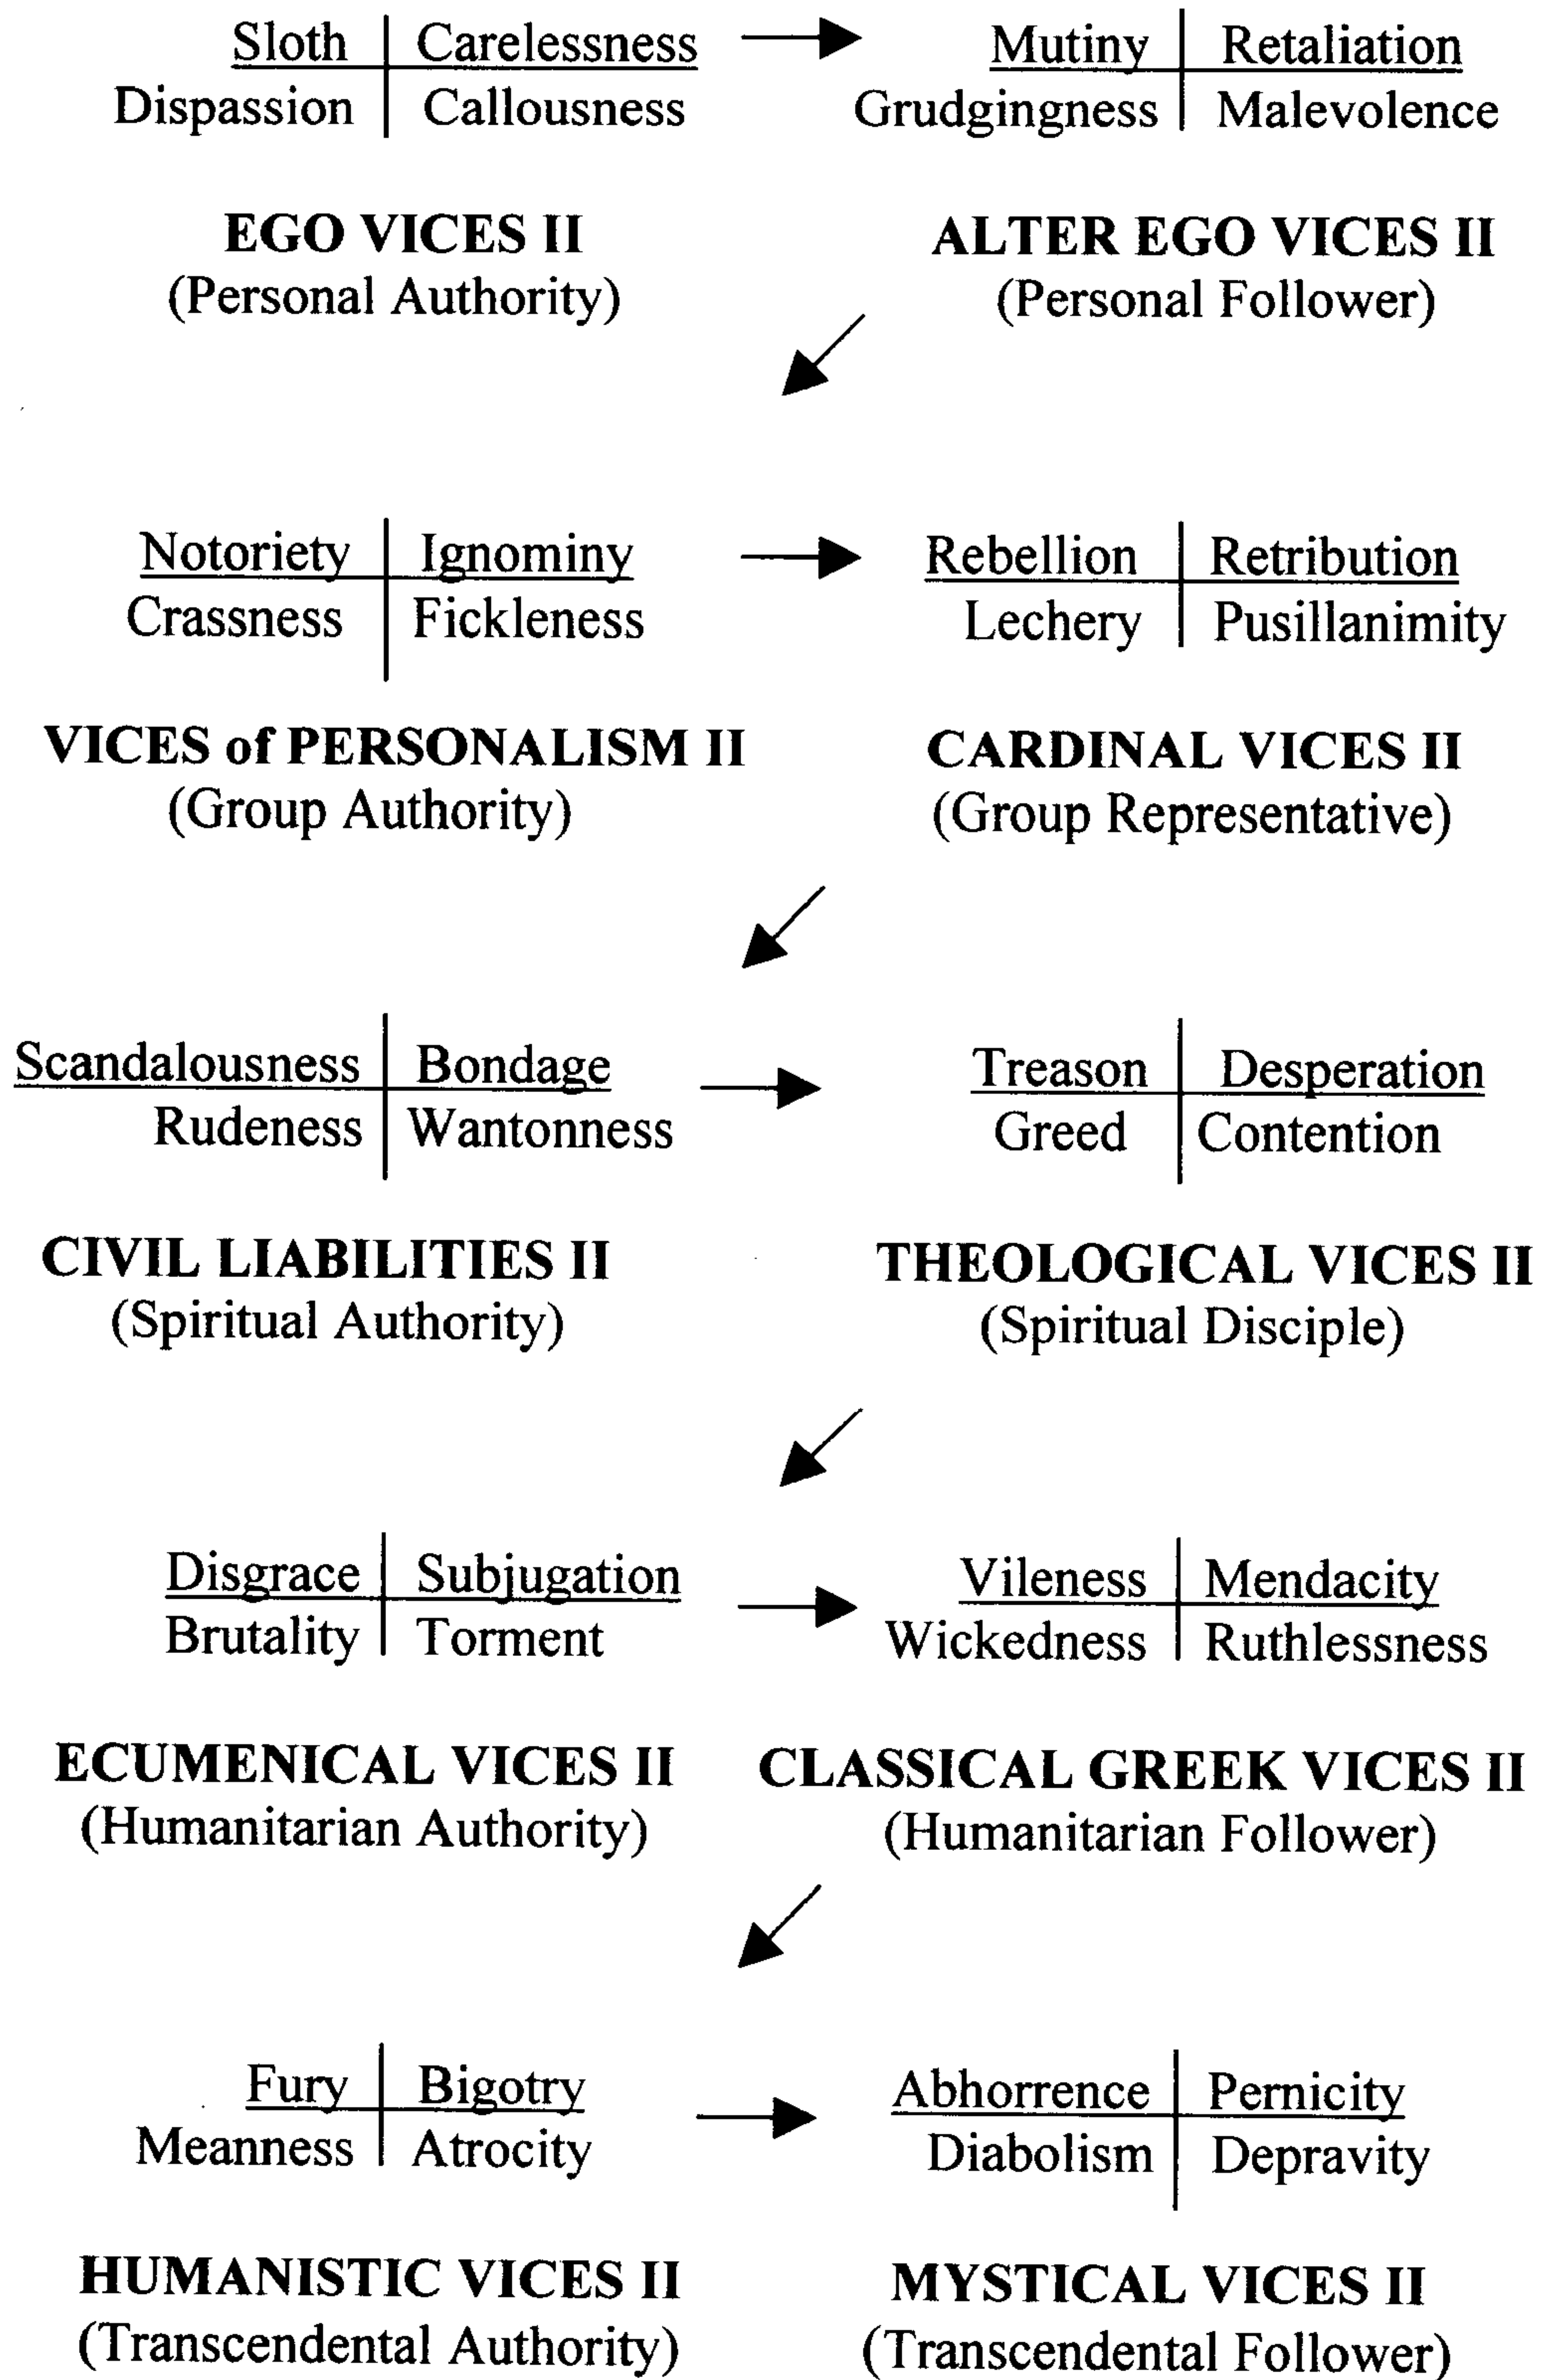 Sloth Carelessness Mutiny Retaliation
Dispassion Callousness Grudgingness Malevolence
EGO VICES II ALTER EGO VICES II
(Personal Authority) (Personal Follower)
Notoriety Ignominy Rebellion Retribution
Crassness Fickleness Lechery Pusillanimity
VICES of PERSONALISM II CARDINAL VICES II
(Group Authority) (Group Representative)
Scandalousness Bondage Treason Desperation
Rudeness Wantonness Greed Contention
CIVIL LIABILITIES II THEOLOGICAL VICES II
(Spiritual Authority) (Spiritual Disciple)
Disgrace Subjugation Vileness Mendacity
Brutality Torment Wickedness Ruthlessness
ECUMENICAL VICES II CLASSICAL GREEK VICES II
(Humanitarian Authority) (Humanitarian Follower)
Fury Bigotry Abhorrence Pernicity
Meanness Atrocity Diabolism Depravity
HUMANISTIC VICES II MYSTICAL VICES II
(Transcendental Authority) (Transcendental Follower)